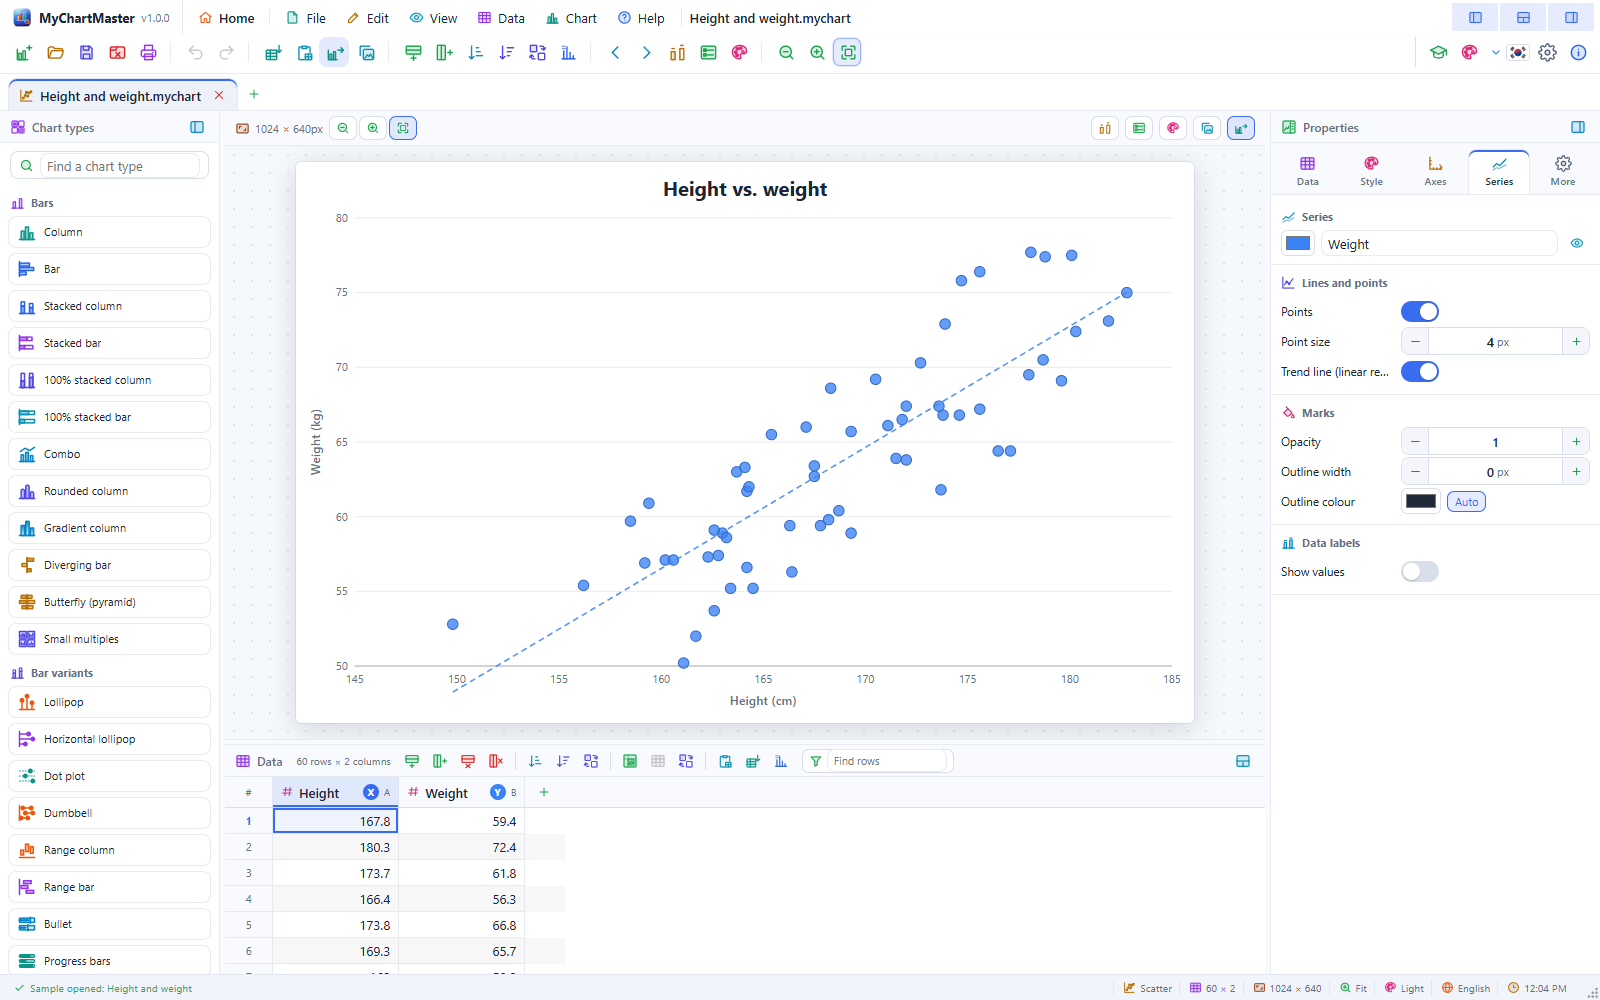 MyChartMaster v1.0.0 Home File Edit View Data Chart Help Height and weight.mychart
Height and weight.mychart
Chart types
1024 × 640px
Properties
Find a chart type
Data Style Axes Series More
Bars
Column
Bar
Stacked column
Stacked bar
100% stacked column
100% stacked bar
Combo
Rounded column
Gradient column
Diverging bar
Butterfly (pyramid)
Small multiples
Bar variants
Lollipop
Horizontal lollipop
Dot plot
Dumbbell
Range column
Range bar
Bullet
Progress bars
Height vs. weight
80
75
70
65
60
55
50
Weight (kg)
145 150 155 160 165 170 175 180 185
Height (cm)
Series
Weight
Lines and points
Points
Point size 4 px
Trend line (linear re...
Marks
Opacity 1
Outline width 0 px
Outline colour Auto
Data labels
Show values
Data 60 rows × 2 columns Find rows
# Height X A Weight Y B
1 167.8 59.4
2 180.3 72.4
3 173.7 61.8
4 166.4 56.3
5 173.8 66.8
6 169.3 65.7
Sample opened: Height and weight
Scatter 60 × 2 1024 × 640 Fit Light English 12:04 PM